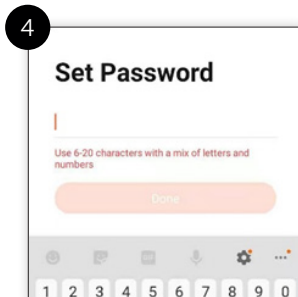 4
Set Password
Use 6-20 characters with a mix of letters and
numbers
Done
GIF
1 2 3 4 5 6 7 8 9 0